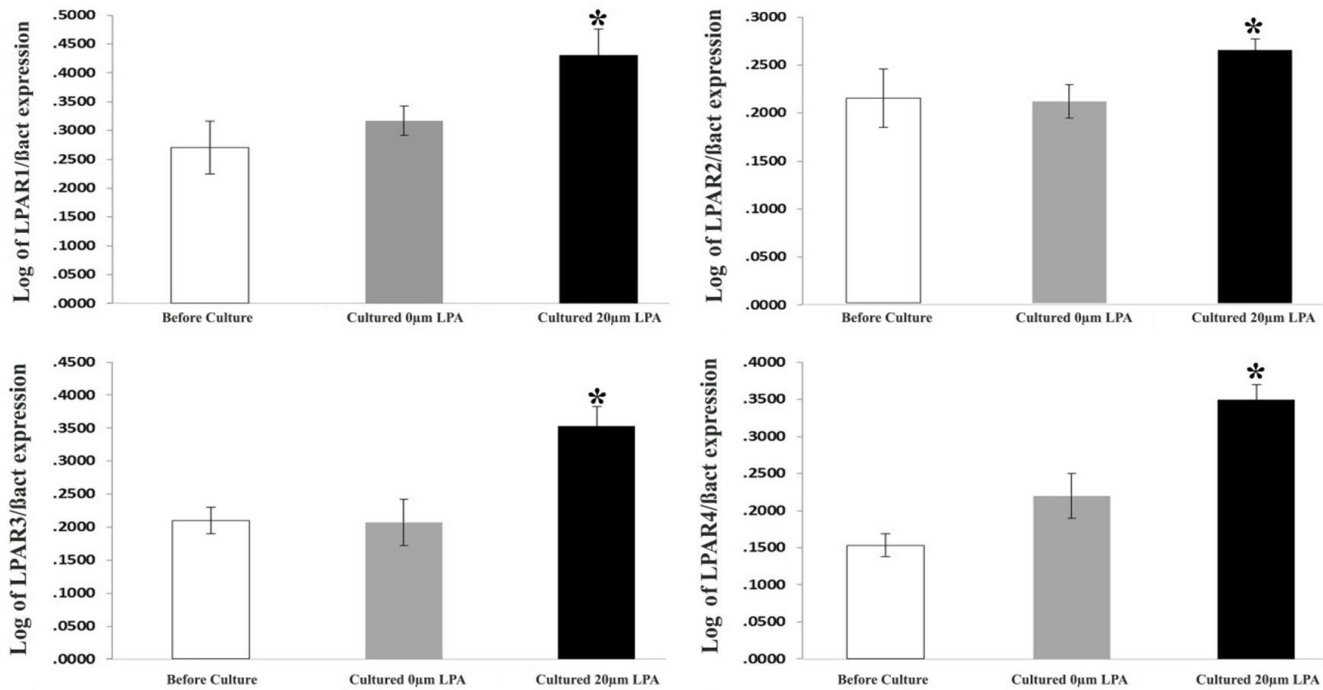 Log of LPAR1/ßact expression
.5000
.4500
.4000
.3500
.3000
.2500
.2000
.1500
.1000
.0500
.0000
*
Before Culture
Cultured 0µm LPA
Cultured 20µm LPA
Log of LPAR2/ßact expression
.3000
.2500
.2000
.1500
.1000
.0500
.0000
*
Before Culture
Cultured 0µm LPA
Cultured 20µm LPA
Log of LPAR3/ßact expression
.4500
.4000
.3500
.3000
.2500
.2000
.1500
.1000
.0500
.0000
*
Before Culture
Cultured 0µm LPA
Cultured 20µm LPA
Log of LPAR4/ßact expression
.4000
.3500
.3000
.2500
.2000
.1500
.1000
.0500
.0000
*
Before Culture
Cultured 0µm LPA
Cultured 20µm LPA